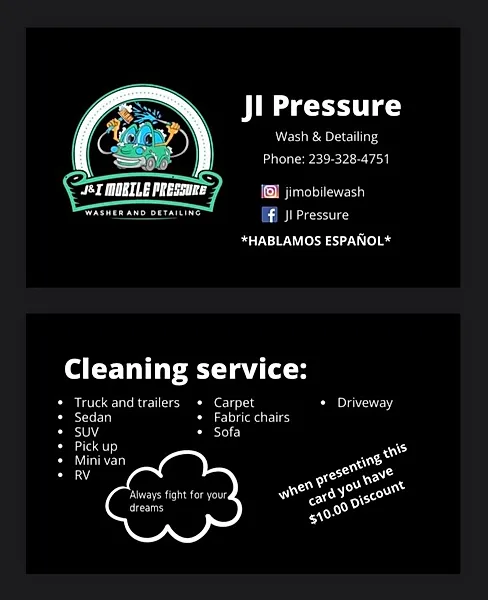 J&I MOBILE PRESSURE
WASHER AND DETAILING
JI Pressure
Wash & Detailing
Phone: 239-328-4751
jimobilewash
JI Pressure
*HABLAMOS ESPAÑOL*
Cleaning service:
• Truck and trailers
• Sedan
• SUV
• Pick up
• Mini van
• RV
• Carpet
• Fabric chairs
• Sofa
• Driveway
Always fight for your
dreams
when presenting this
card you have
$10.00 Discount